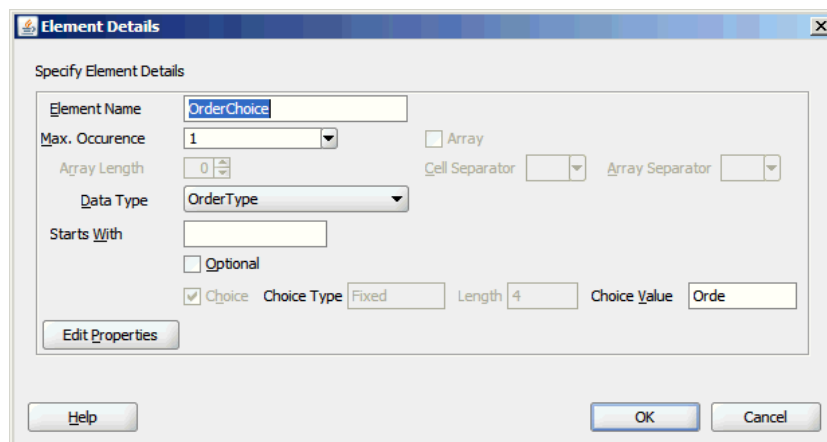 Element Details
Specify Element Details
Element Name OrderChoice
Max. Occurence 1 Array
Array Length 0 Cell Separator Array Separator
Data Type OrderType
Starts With
Optional
Choice Choice Type Fixed Length 4 Choice Value Orde
Edit Properties
Help OK Cancel